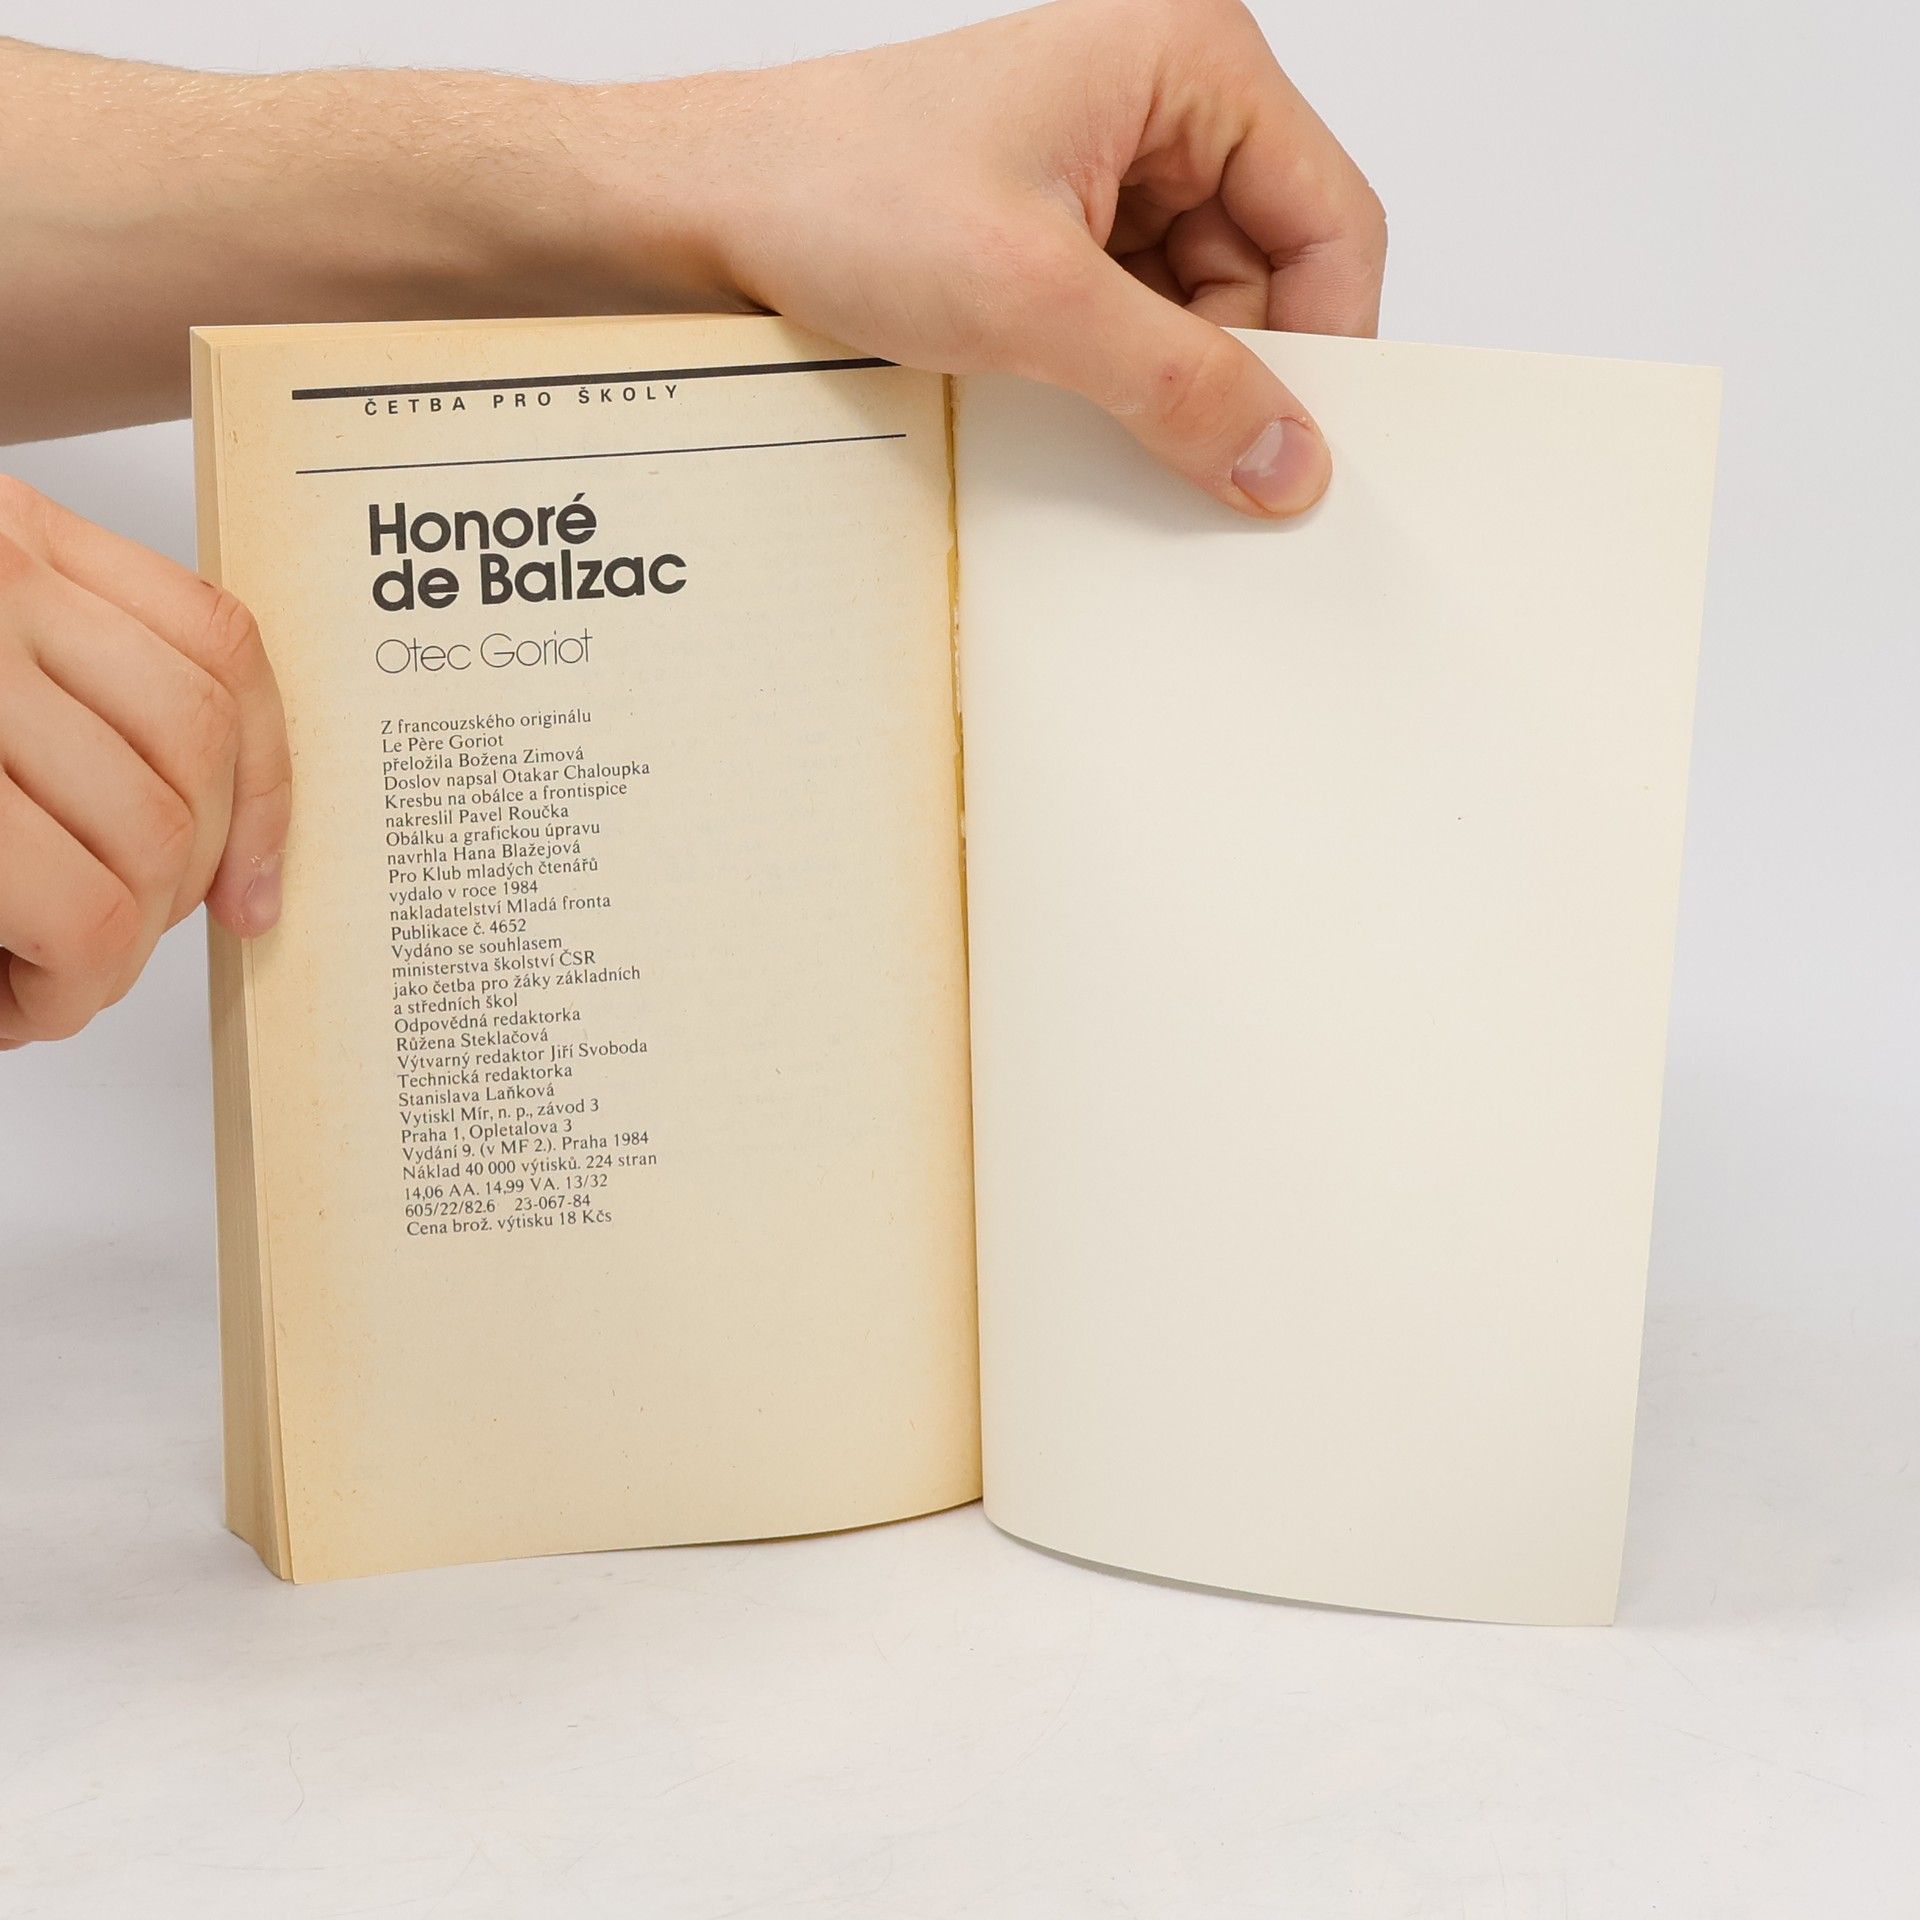 ČETBA PRO ŠKOLY
Honoré
de Balzac
Otec Goriot
Z francouzského originálu
Le Père Goriot
přeložila Božena Zimová
Doslov napsal Otakar Chaloupka
Kresbu na obálce a frontispice
nakreslil Pavel Roučka
Obálku a grafickou úpravu
navrhla Hana Blažejová
Pro Klub mladých čtenářů
vydalo v roce 1984
nakladatelství Mladá fronta
Publikace č. 4652
Vydáno se souhlasem
ministerstva školství ČSR
jako četba pro žáky základních
a středních škol
Odpovědná redaktorka
Růžena Steklačová
Výtvarný redaktor Jiří Svoboda
Technická redaktorka
Stanislava Laňková
Vytiskl Mír, n. p., závod 3
Praha 1, Opletalova 3
Vydání 9. (v MF 2.). Praha 1984
Náklad 40 000 výtisků. 224 stran
14,06 AA. 14,99 VA. 13/32
605/22/82.6 23-067-84
Cena brož. výtisku 18 Kčs